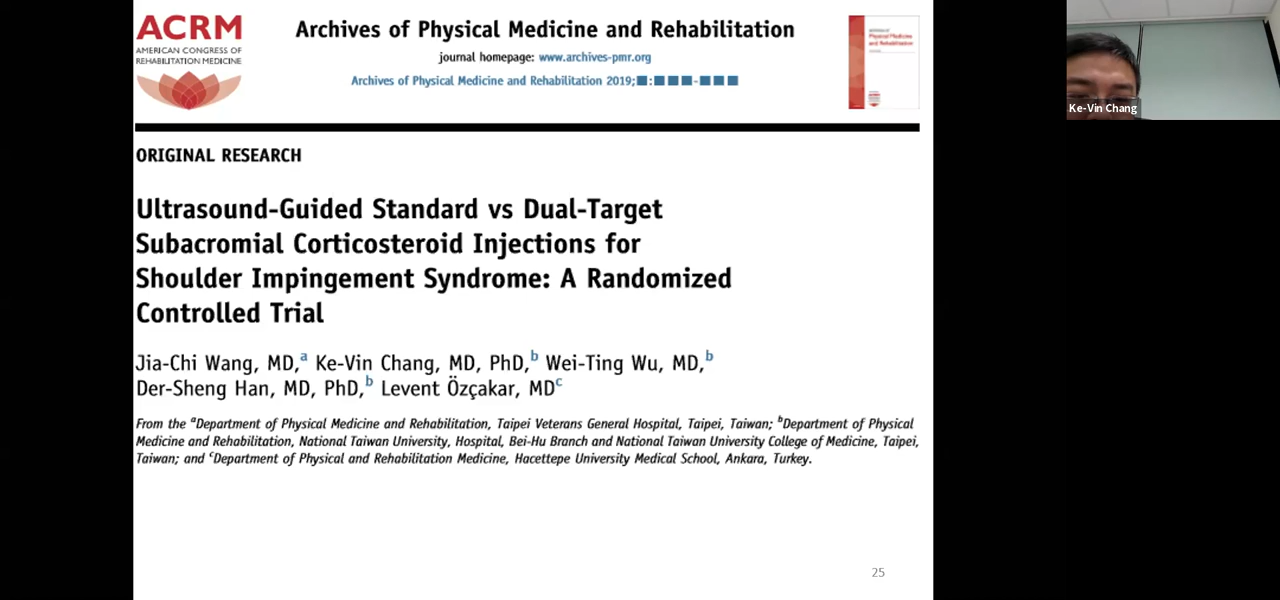 ACRM
AMERICAN CONGRESS OF
REHABILITATION MEDICINE
Archives of Physical Medicine and Rehabilitation
journal homepage: www.archives-pmr.org
Archives of Physical Medicine and Rehabilitation 2019;■:■■■-■■■
Physical Medicine
and Rehabilitation
Ke-Vin Chang
ORIGINAL RESEARCH
Ultrasound-Guided Standard vs Dual-Target
Subacromial Corticosteroid Injections for
Shoulder Impingement Syndrome: A Randomized
Controlled Trial
Jia-Chi Wang, MD,ᵃ Ke-Vin Chang, MD, PhD,ᵇ Wei-Ting Wu, MD,ᵇ
Der-Sheng Han, MD, PhD,ᵇ Levent Özçakar, MDᶜ
From the ᵃDepartment of Physical Medicine and Rehabilitation, Taipei Veterans General Hospital, Taipei, Taiwan; ᵇDepartment of Physical
Medicine and Rehabilitation, National Taiwan University, Hospital, Bei-Hu Branch and National Taiwan University College of Medicine, Taipei,
Taiwan; and ᶜDepartment of Physical and Rehabilitation Medicine, Hacettepe University Medical School, Ankara, Turkey.
25